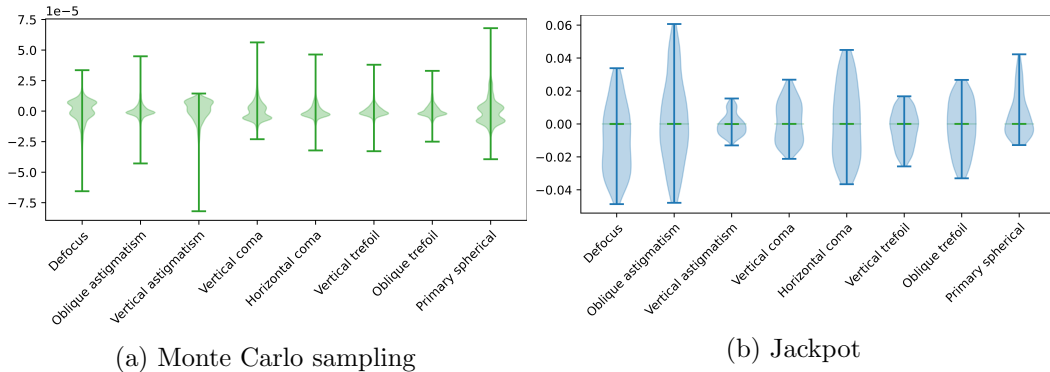 1e−5
7.5
5.0
2.5
0.0
−2.5
−5.0
−7.5
Defocus
Oblique astigmatism
Vertical astigmatism
Vertical coma
Horizontal coma
Vertical trefoil
Oblique trefoil
Primary spherical
(a) Monte Carlo sampling
0.06
0.04
0.02
0.00
−0.02
−0.04
Defocus
Oblique astigmatism
Vertical astigmatism
Vertical coma
Horizontal coma
Vertical trefoil
Oblique trefoil
Primary spherical
(b) Jackpot